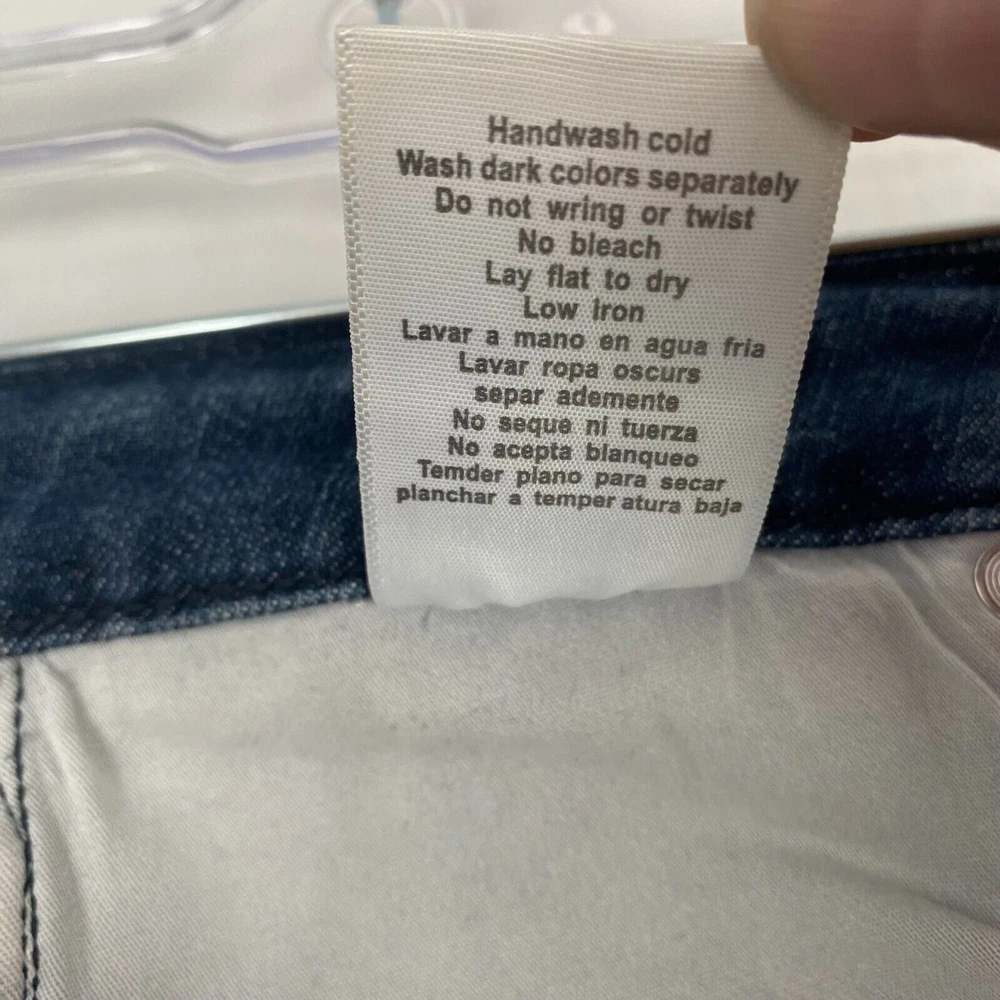 Handwash cold
Wash dark colors separately
Do not wring or twist
No bleach
Lay flat to dry
Low iron
Lavar a mano en agua fria
Lavar ropa oscurs
separ ademente
No seque ni tuerza
No acepta blanqueo
Temder plano para secar
planchar a temper atura baja